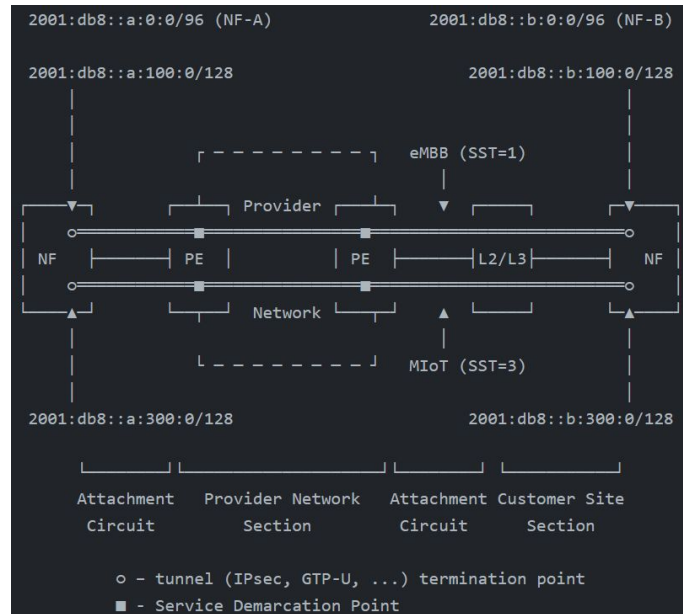 2001:db8::a:0:0/96 (NF-A) 2001:db8::b:0:0/96 (NF-B)
2001:db8::a:100:0/128 2001:db8::b:100:0/128
eMBB (SST=1)
Provider
NF PE PE L2/L3 NF
Network
MIoT (SST=3)
2001:db8::a:300:0/128 2001:db8::b:300:0/128
Attachment Provider Network Attachment Customer Site
Circuit Section Circuit Section
o – tunnel (IPsec, GTP-U, ...) termination point
■ - Service Demarcation Point